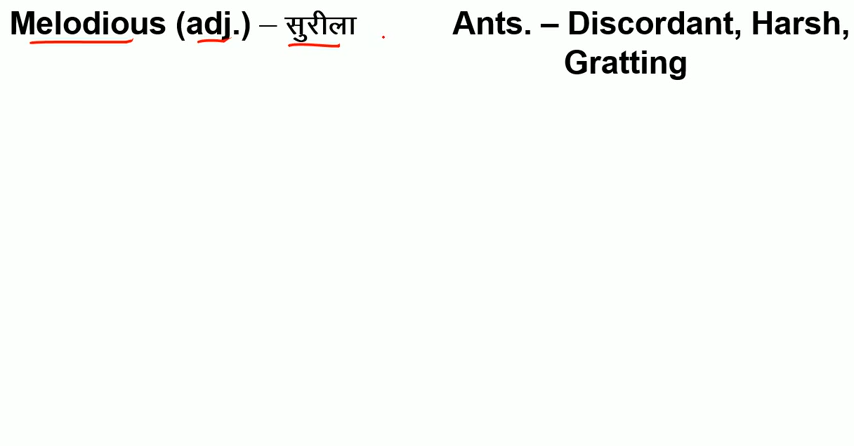 Melodious (adj.) – सुरीला
Ants. – Discordant, Harsh,
Gratting